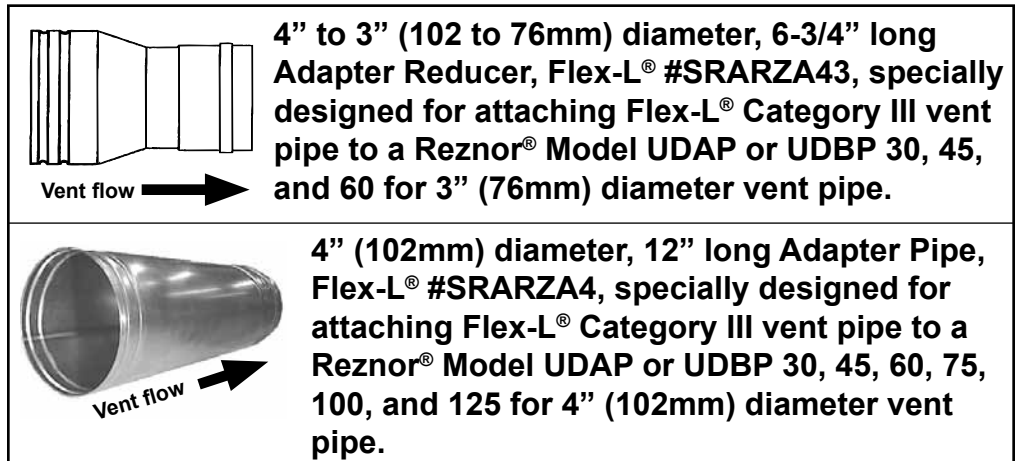 4” to 3” (102 to 76mm) diameter, 6-3/4” long
Adapter Reducer, Flex-L® #SRARZA43, specially
designed for attaching Flex-L® Category III vent
pipe to a Reznor® Model UDAP or UDBP 30, 45,
and 60 for 3” (76mm) diameter vent pipe.
Vent flow
4” (102mm) diameter, 12” long Adapter Pipe,
Flex-L® #SRARZA4, specially designed for
attaching Flex-L® Category III vent pipe to a
Reznor® Model UDAP or UDBP 30, 45, 60, 75,
100, and 125 for 4” (102mm) diameter vent
pipe.
Vent flow